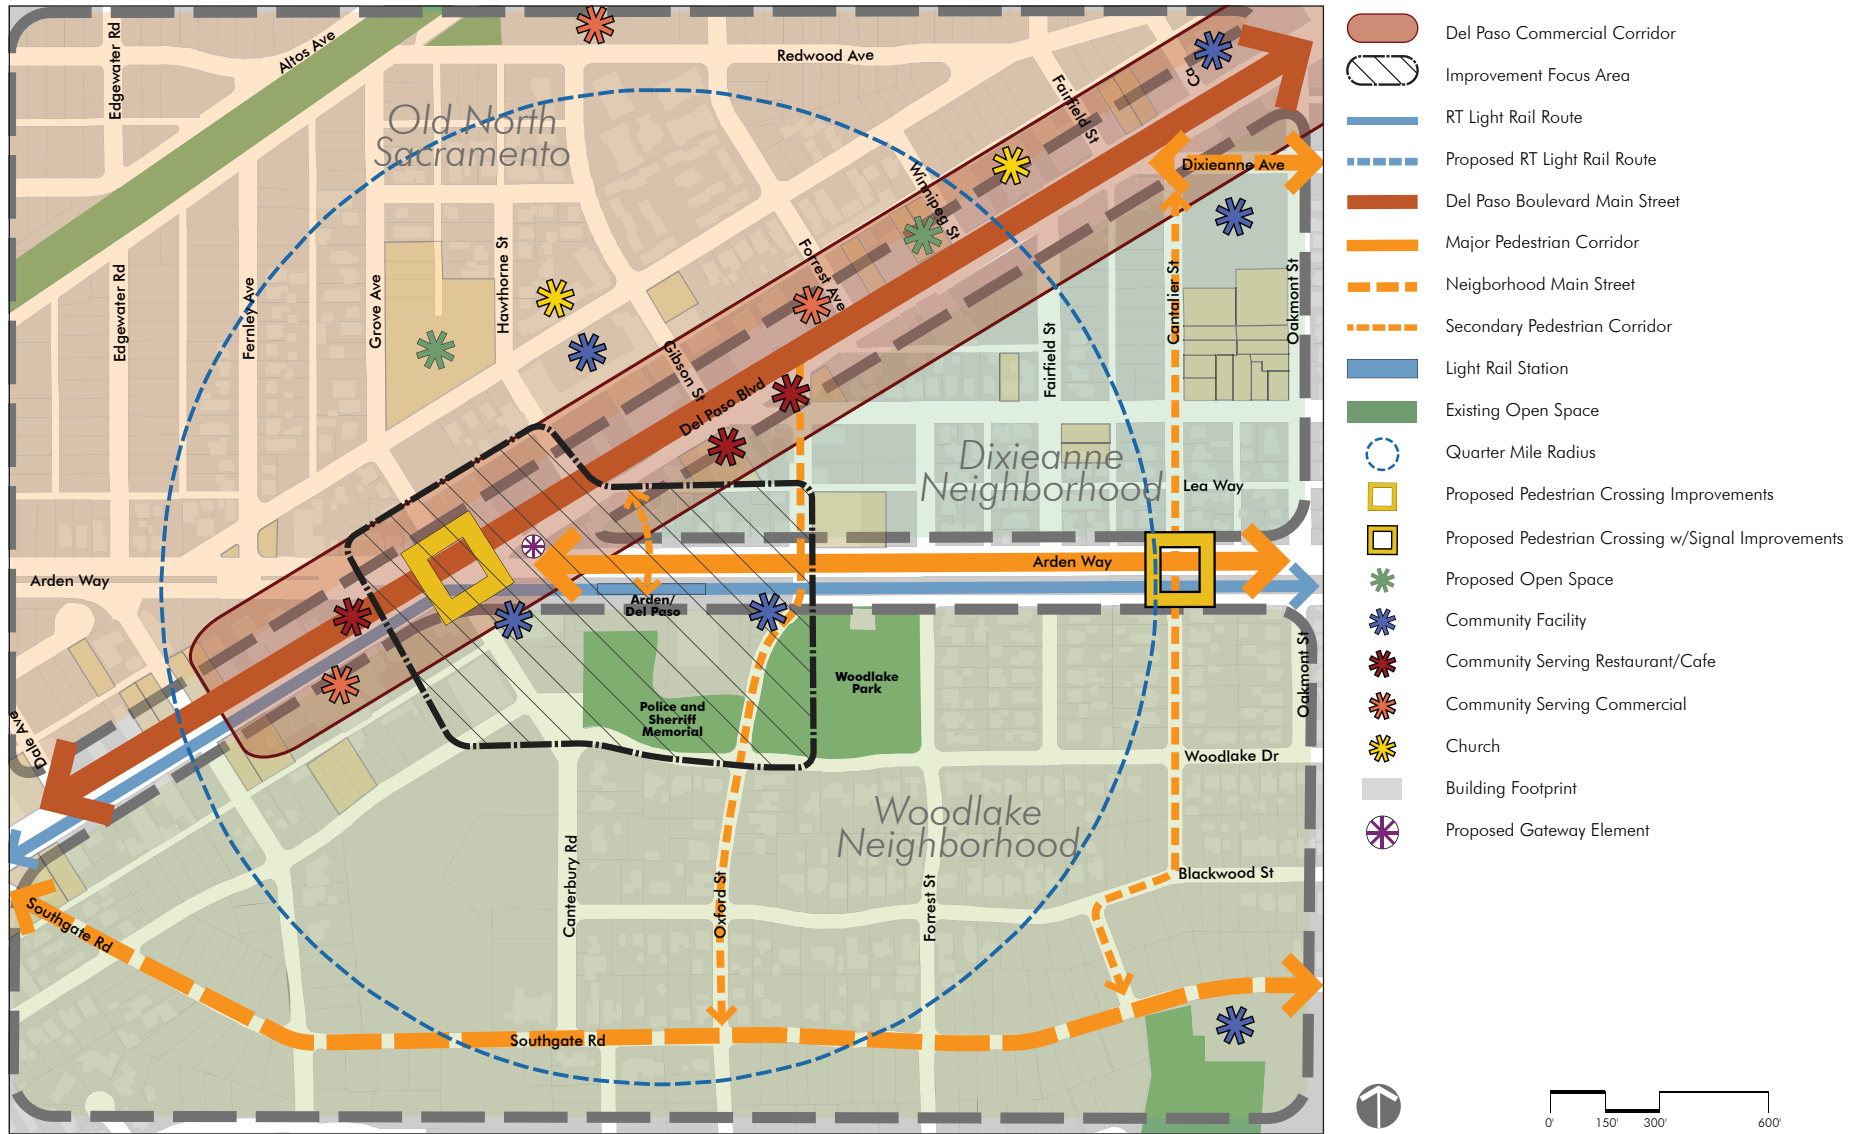 Edgewater Rd
Altos Ave
Redwood Ave
Old North
Sacramento
Fairfield St
Ca
Dixieanne Ave
Winnipeg St
Forrest Ave
Edgewater Rd
Fernley Ave
Grove Ave
Hawthorne St
Gibson St
Del Paso Blvd
Fairfield St
Cantalier St
Oakmont St
Dixieanne
Neighborhood
Lea Way
Arden Way
Arden Way
Arden/
Del Paso
Woodlake
Park
Police and
Sherriff
Memorial
Oakmont St
Dale Ave
Woodlake Dr
Woodlake
Neighborhood
Canterbury Rd
Oxford St
Forrest St
Blackwood St
Southgate Rd
Southgate Rd
Del Paso Commercial Corridor
Improvement Focus Area
RT Light Rail Route
Proposed RT Light Rail Route
Del Paso Boulevard Main Street
Major Pedestrian Corridor
Neigborhood Main Street
Secondary Pedestrian Corridor
Light Rail Station
Existing Open Space
Quarter Mile Radius
Proposed Pedestrian Crossing Improvements
Proposed Pedestrian Crossing w/Signal Improvements
Proposed Open Space
Community Facility
Community Serving Restaurant/Cafe
Community Serving Commercial
Church
Building Footprint
Proposed Gateway Element
0' 150' 300' 600'